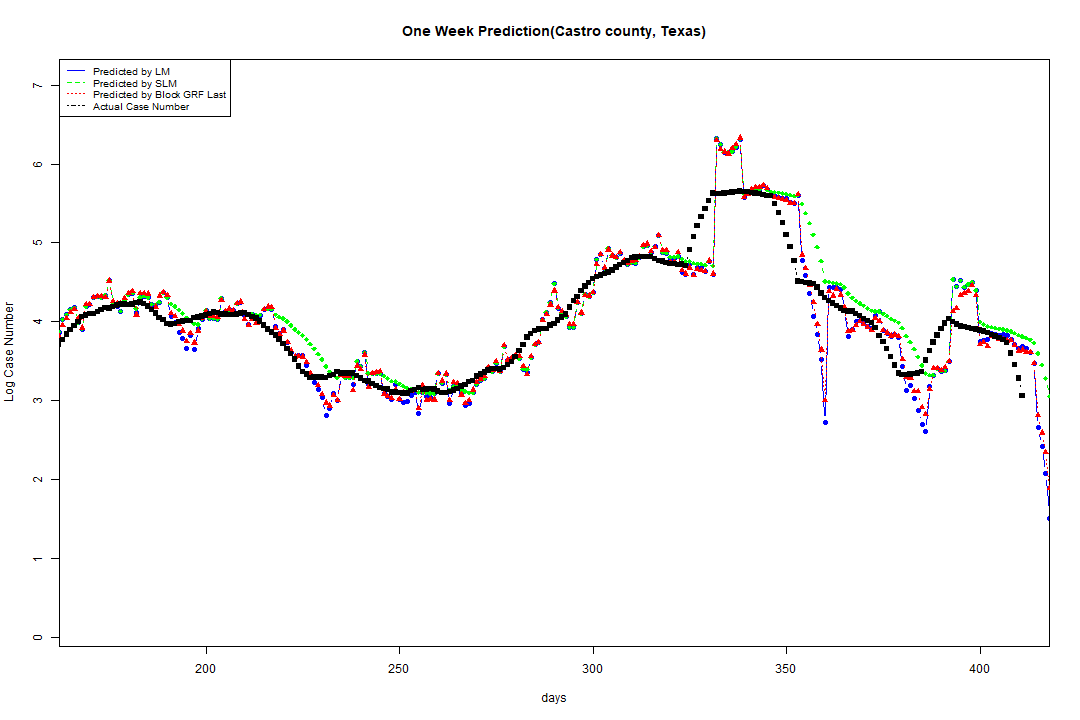 One Week Prediction(Castro county, Texas)
Predicted by LM
Predicted by SLM
Predicted by Block GRF Last
Actual Case Number
7
6
5
4
3
2
1
0
Log Case Number
200 250 300 350 400
days